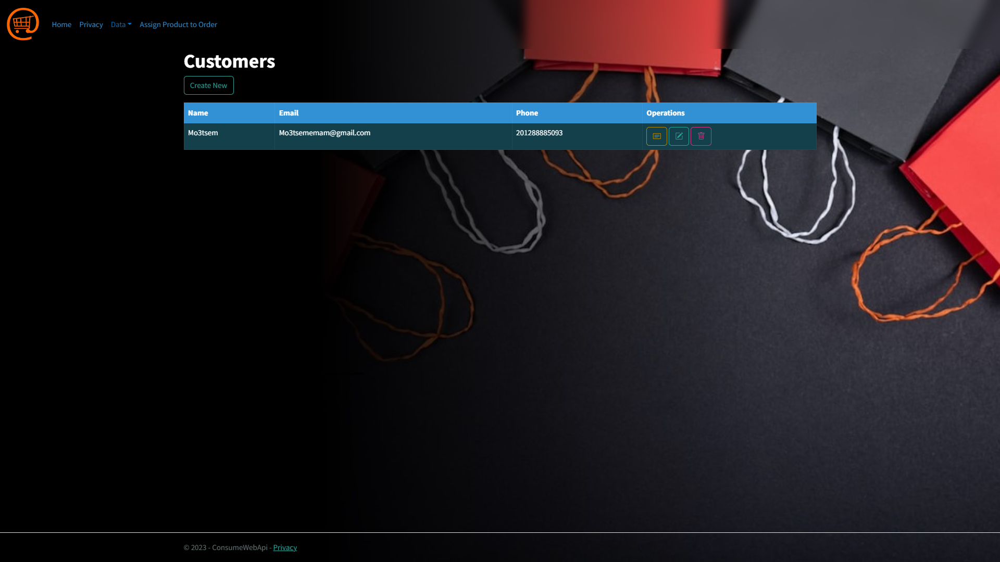 Home Privacy Data Assign Product to Order
Customers
Create New
Name Email Phone Operations
Mo3tsem Mo3tsememam@gmail.com 201288885093
© 2023 - ConsumeWebApi - Privacy